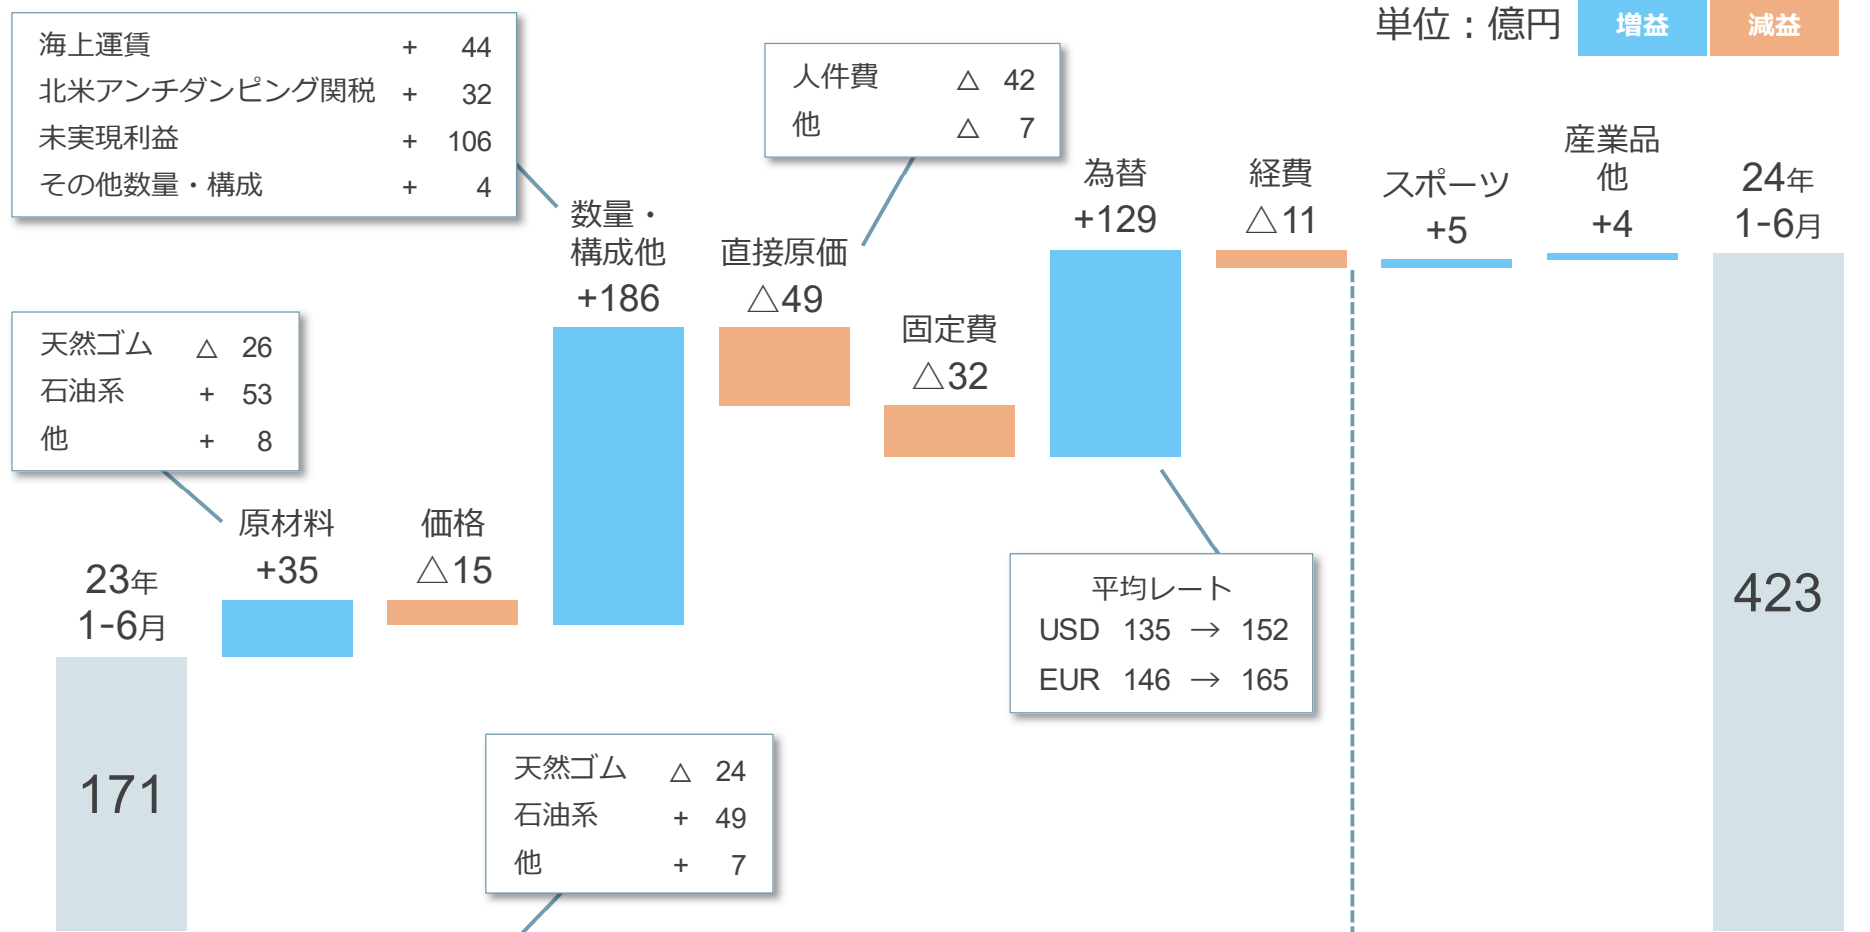 単位：億円 増益 減益
海上運賃 + 44
北米アンチダンピング関税 + 32
未実現利益 + 106
その他数量・構成 + 4
人件費 △ 42
他 △ 7
天然ゴム △ 26
石油系 + 53
他 + 8
23年
1-6月
171
原材料
+35
価格
△15
数量・
構成他
+186
直接原価
△49
固定費
△32
為替
+129
経費
△11
スポーツ
+5
産業品
他
+4
24年
1-6月
423
平均レート
USD 135 → 152
EUR 146 → 165
天然ゴム △ 24
石油系 + 49
他 + 7